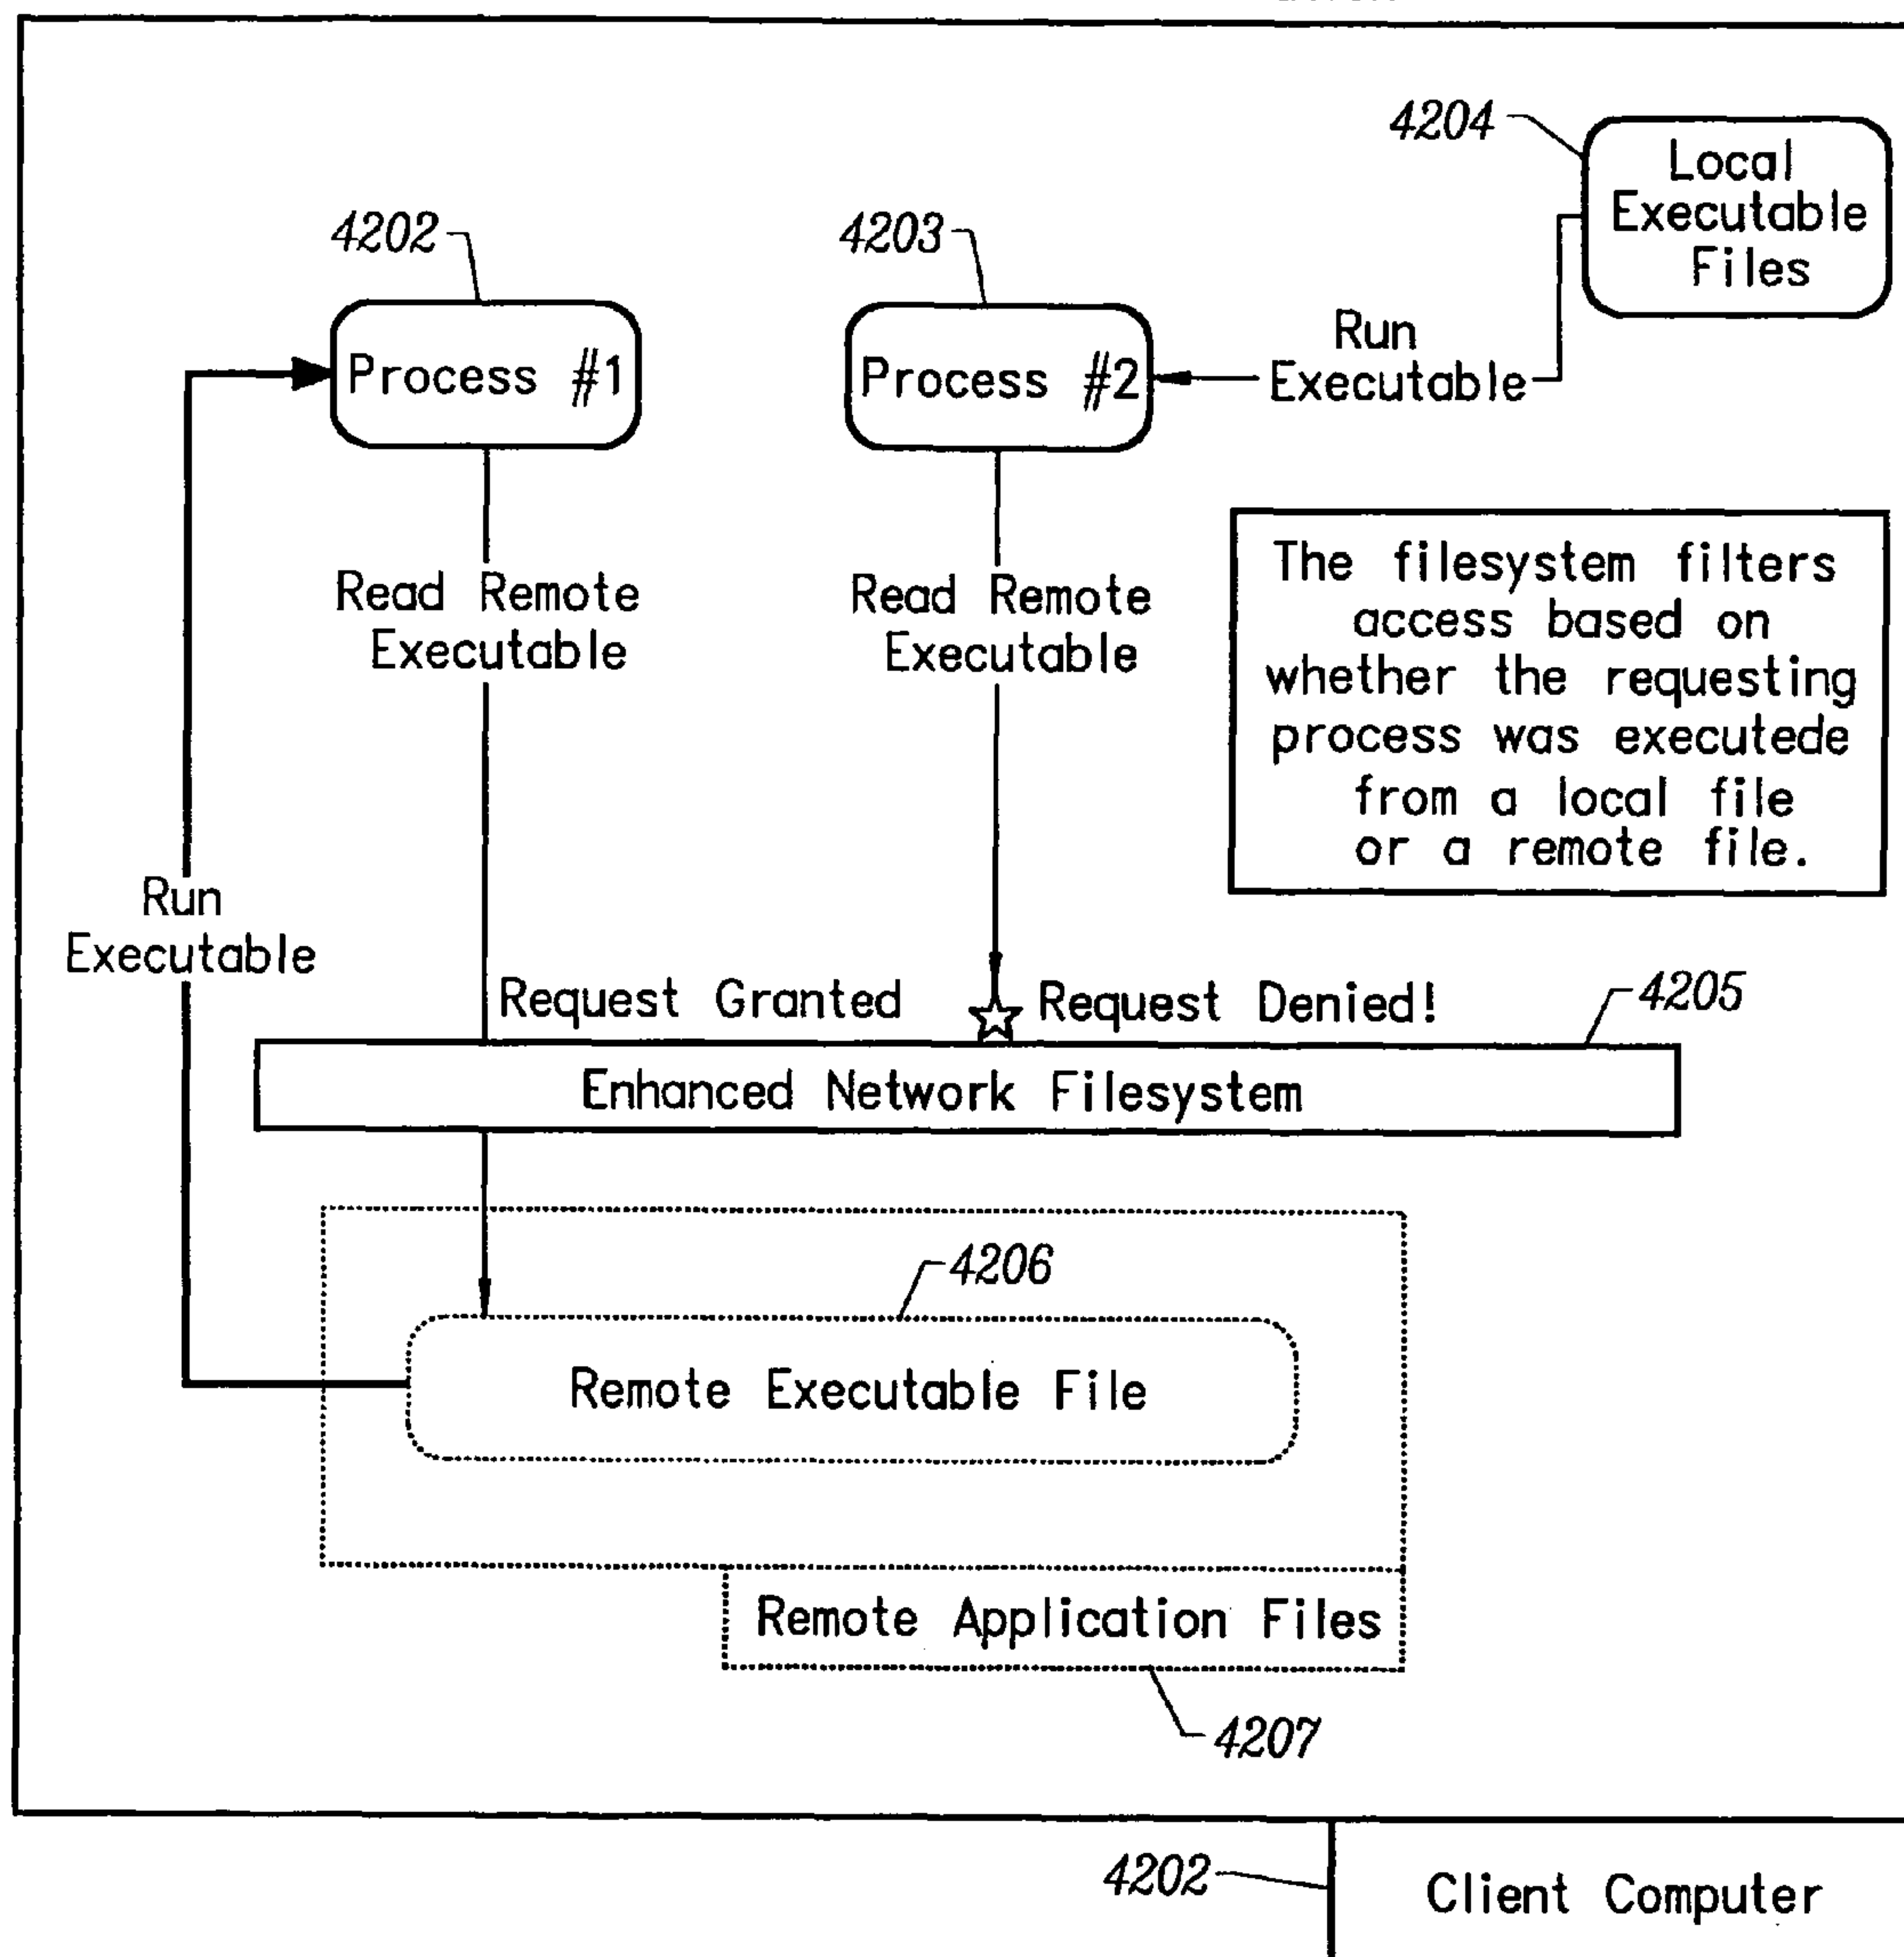 4204
Local
Executable
Files
4202
4203
Process #1
Process #2
Run
Executable
Read Remote
Executable
Read Remote
Executable
The filesystem filters
access based on
whether the requesting
process was executede
from a local file
or a remote file.
Run
Executable
Request Granted
Request Denied!
4205
Enhanced Network Filesystem
4206
Remote Executable File
Remote Application Files
4207
4202
Client Computer